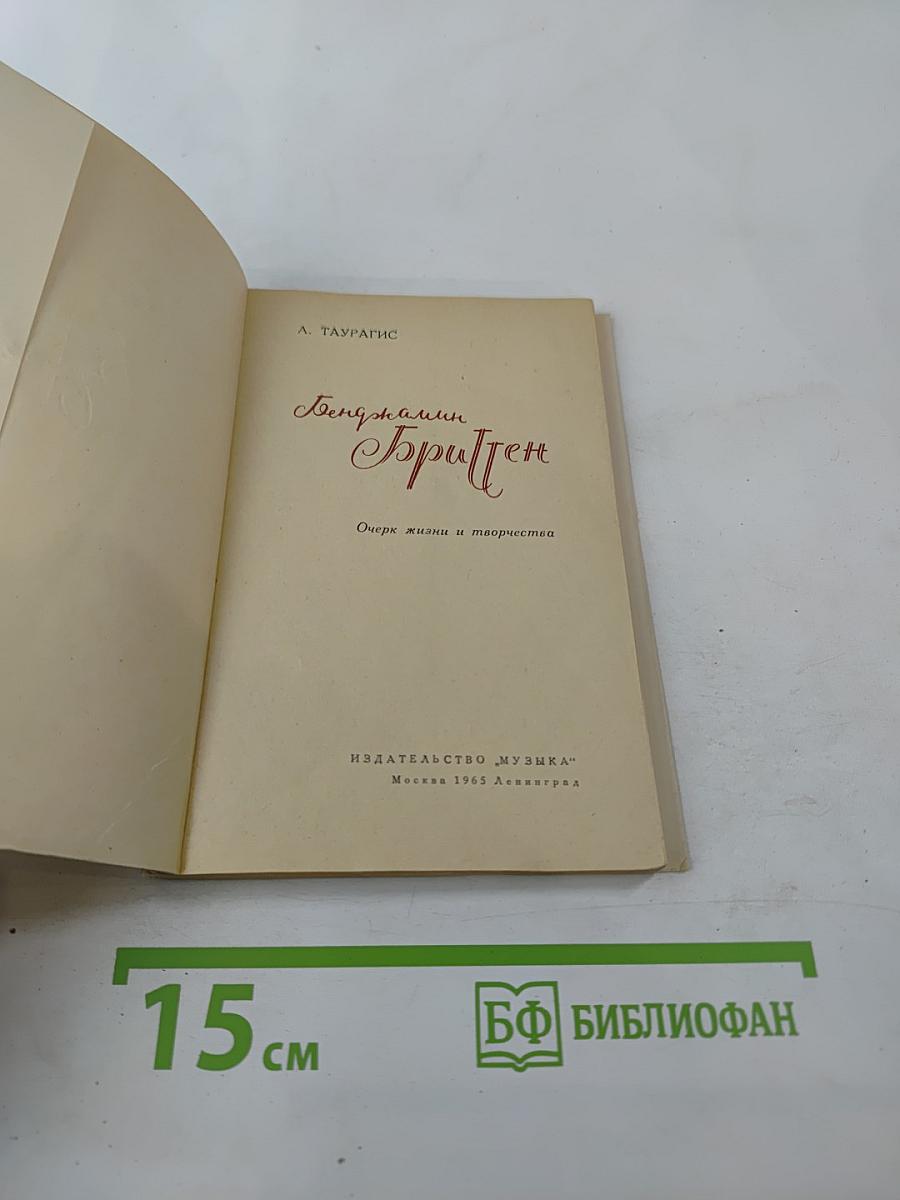 А. ТАУРАГИС
Бенджамин
Бриттен
Очерк жизни и творчества
ИЗДАТЕЛЬСТВО „МУЗЫКА“
Москва 1965 Ленинград
15 см
БФ БИБЛИОФАН